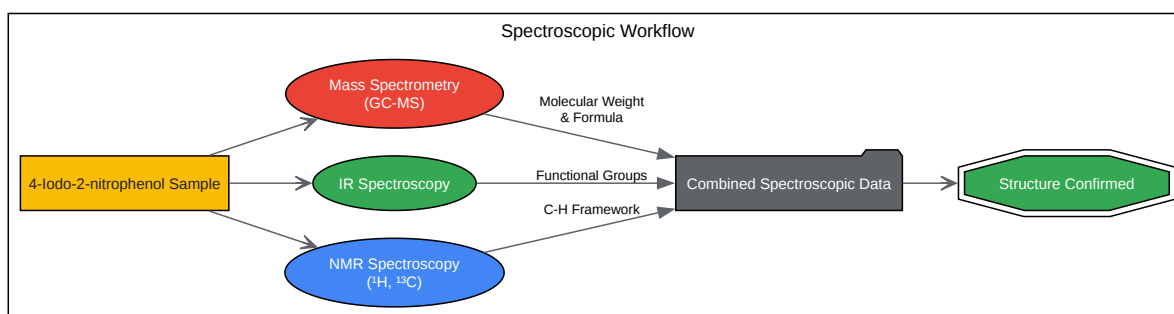 Spectroscopic Workflow
Mass Spectrometry
(GC-MS)
Molecular Weight
& Formula
4-Iodo-2-nitrophenol Sample
IR Spectroscopy
Functional Groups
Combined Spectroscopic Data
Structure Confirmed
C-H Framework
NMR Spectroscopy
(¹H, ¹³C)